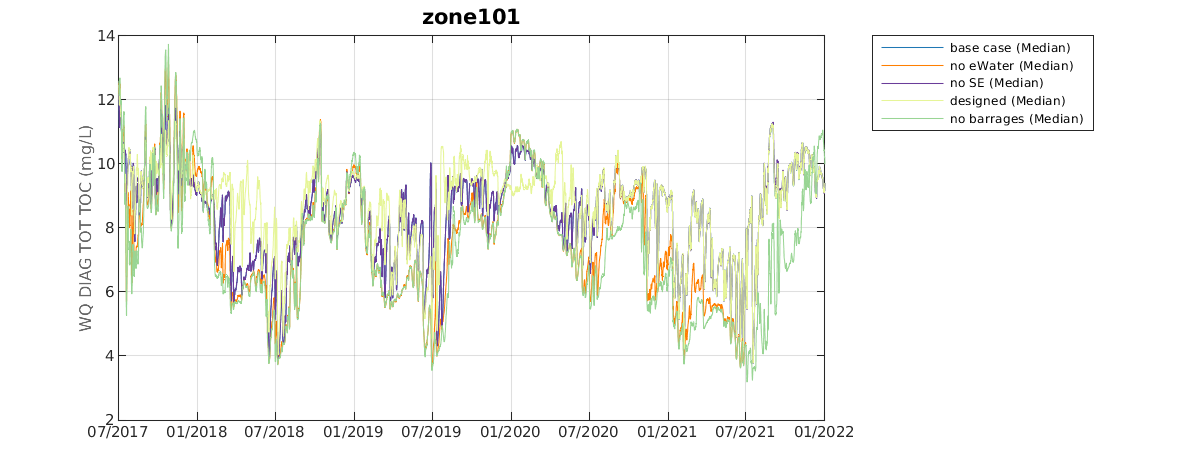 zone101
WQ DIAG TOT TOC (mg/L)
14
12
10
8
6
4
2
07/2017 01/2018 07/2018 01/2019 07/2019 01/2020 07/2020 01/2021 07/2021 01/2022
base case (Median)
no eWater (Median)
no SE (Median)
designed (Median)
no barrages (Median)